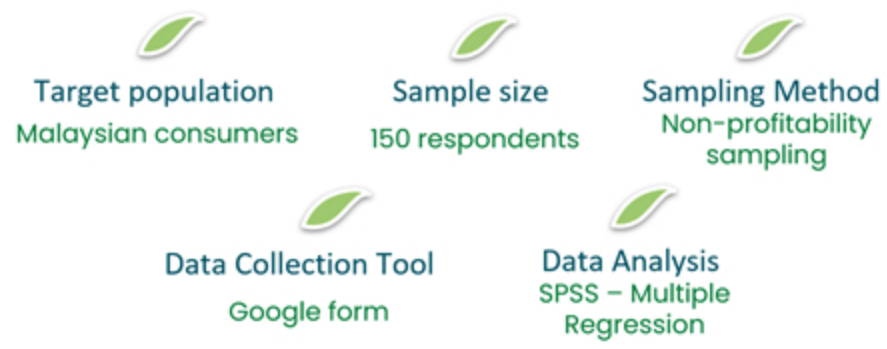 Target population
Malaysian consumers
Sample size
150 respondents
Sampling Method
Non-profitability
sampling
Data Collection Tool
Google form
Data Analysis
SPSS – Multiple
Regression